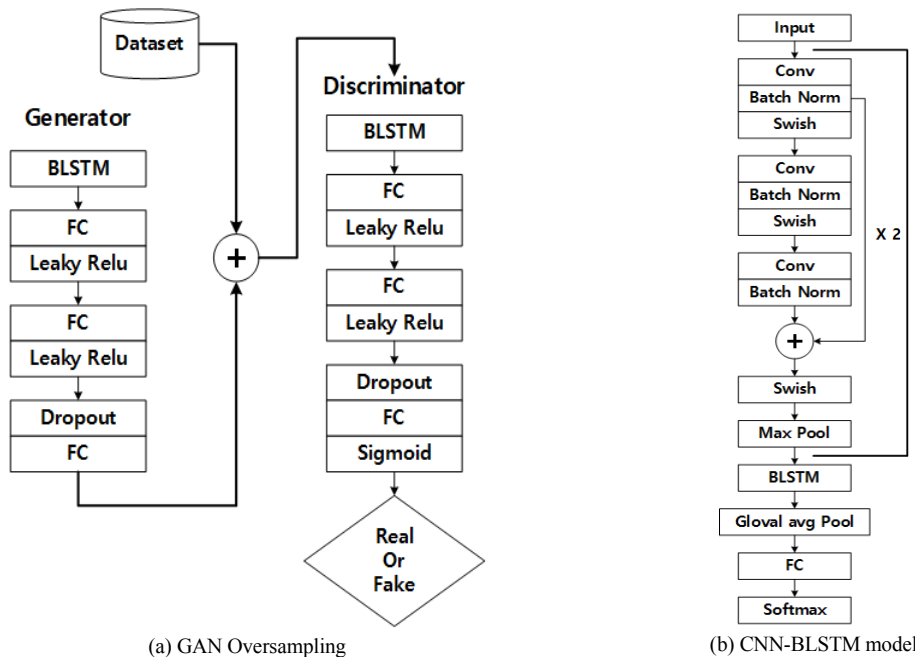 Dataset
Generator
BLSTM
FC
Leaky Relu
FC
Leaky Relu
Dropout
FC
+
Discriminator
BLSTM
FC
Leaky Relu
FC
Leaky Relu
Dropout
FC
Sigmoid
Real
Or
Fake
(a) GAN Oversampling
Input
Conv
Batch Norm
Swish
Conv
Batch Norm
Swish
Conv
Batch Norm
+
Swish
Max Pool
X 2
BLSTM
Gloval avg Pool
FC
Softmax
(b) CNN-BLSTM model